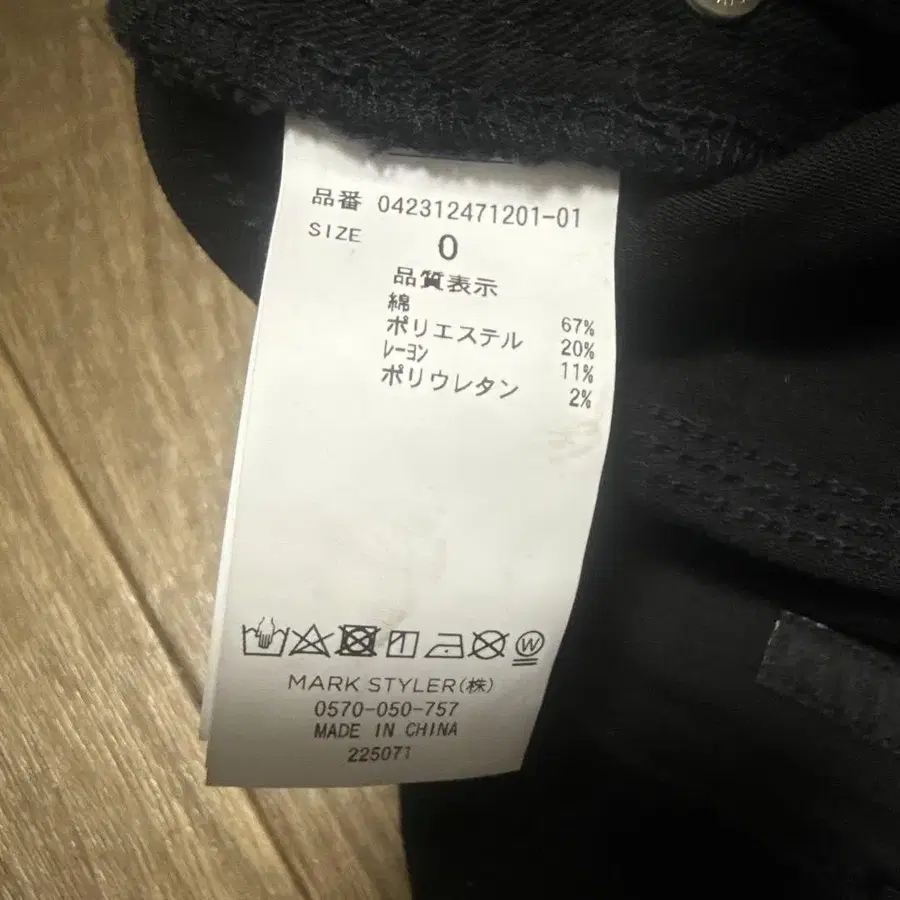 品番 042312471201-01
SIZE 0
品質表示
綿 67%
ポリエステル 20%
レーヨン 11%
ポリウレタン 2%
W
MARK STYLER(株)
0570-050-757
MADE IN CHINA
225071